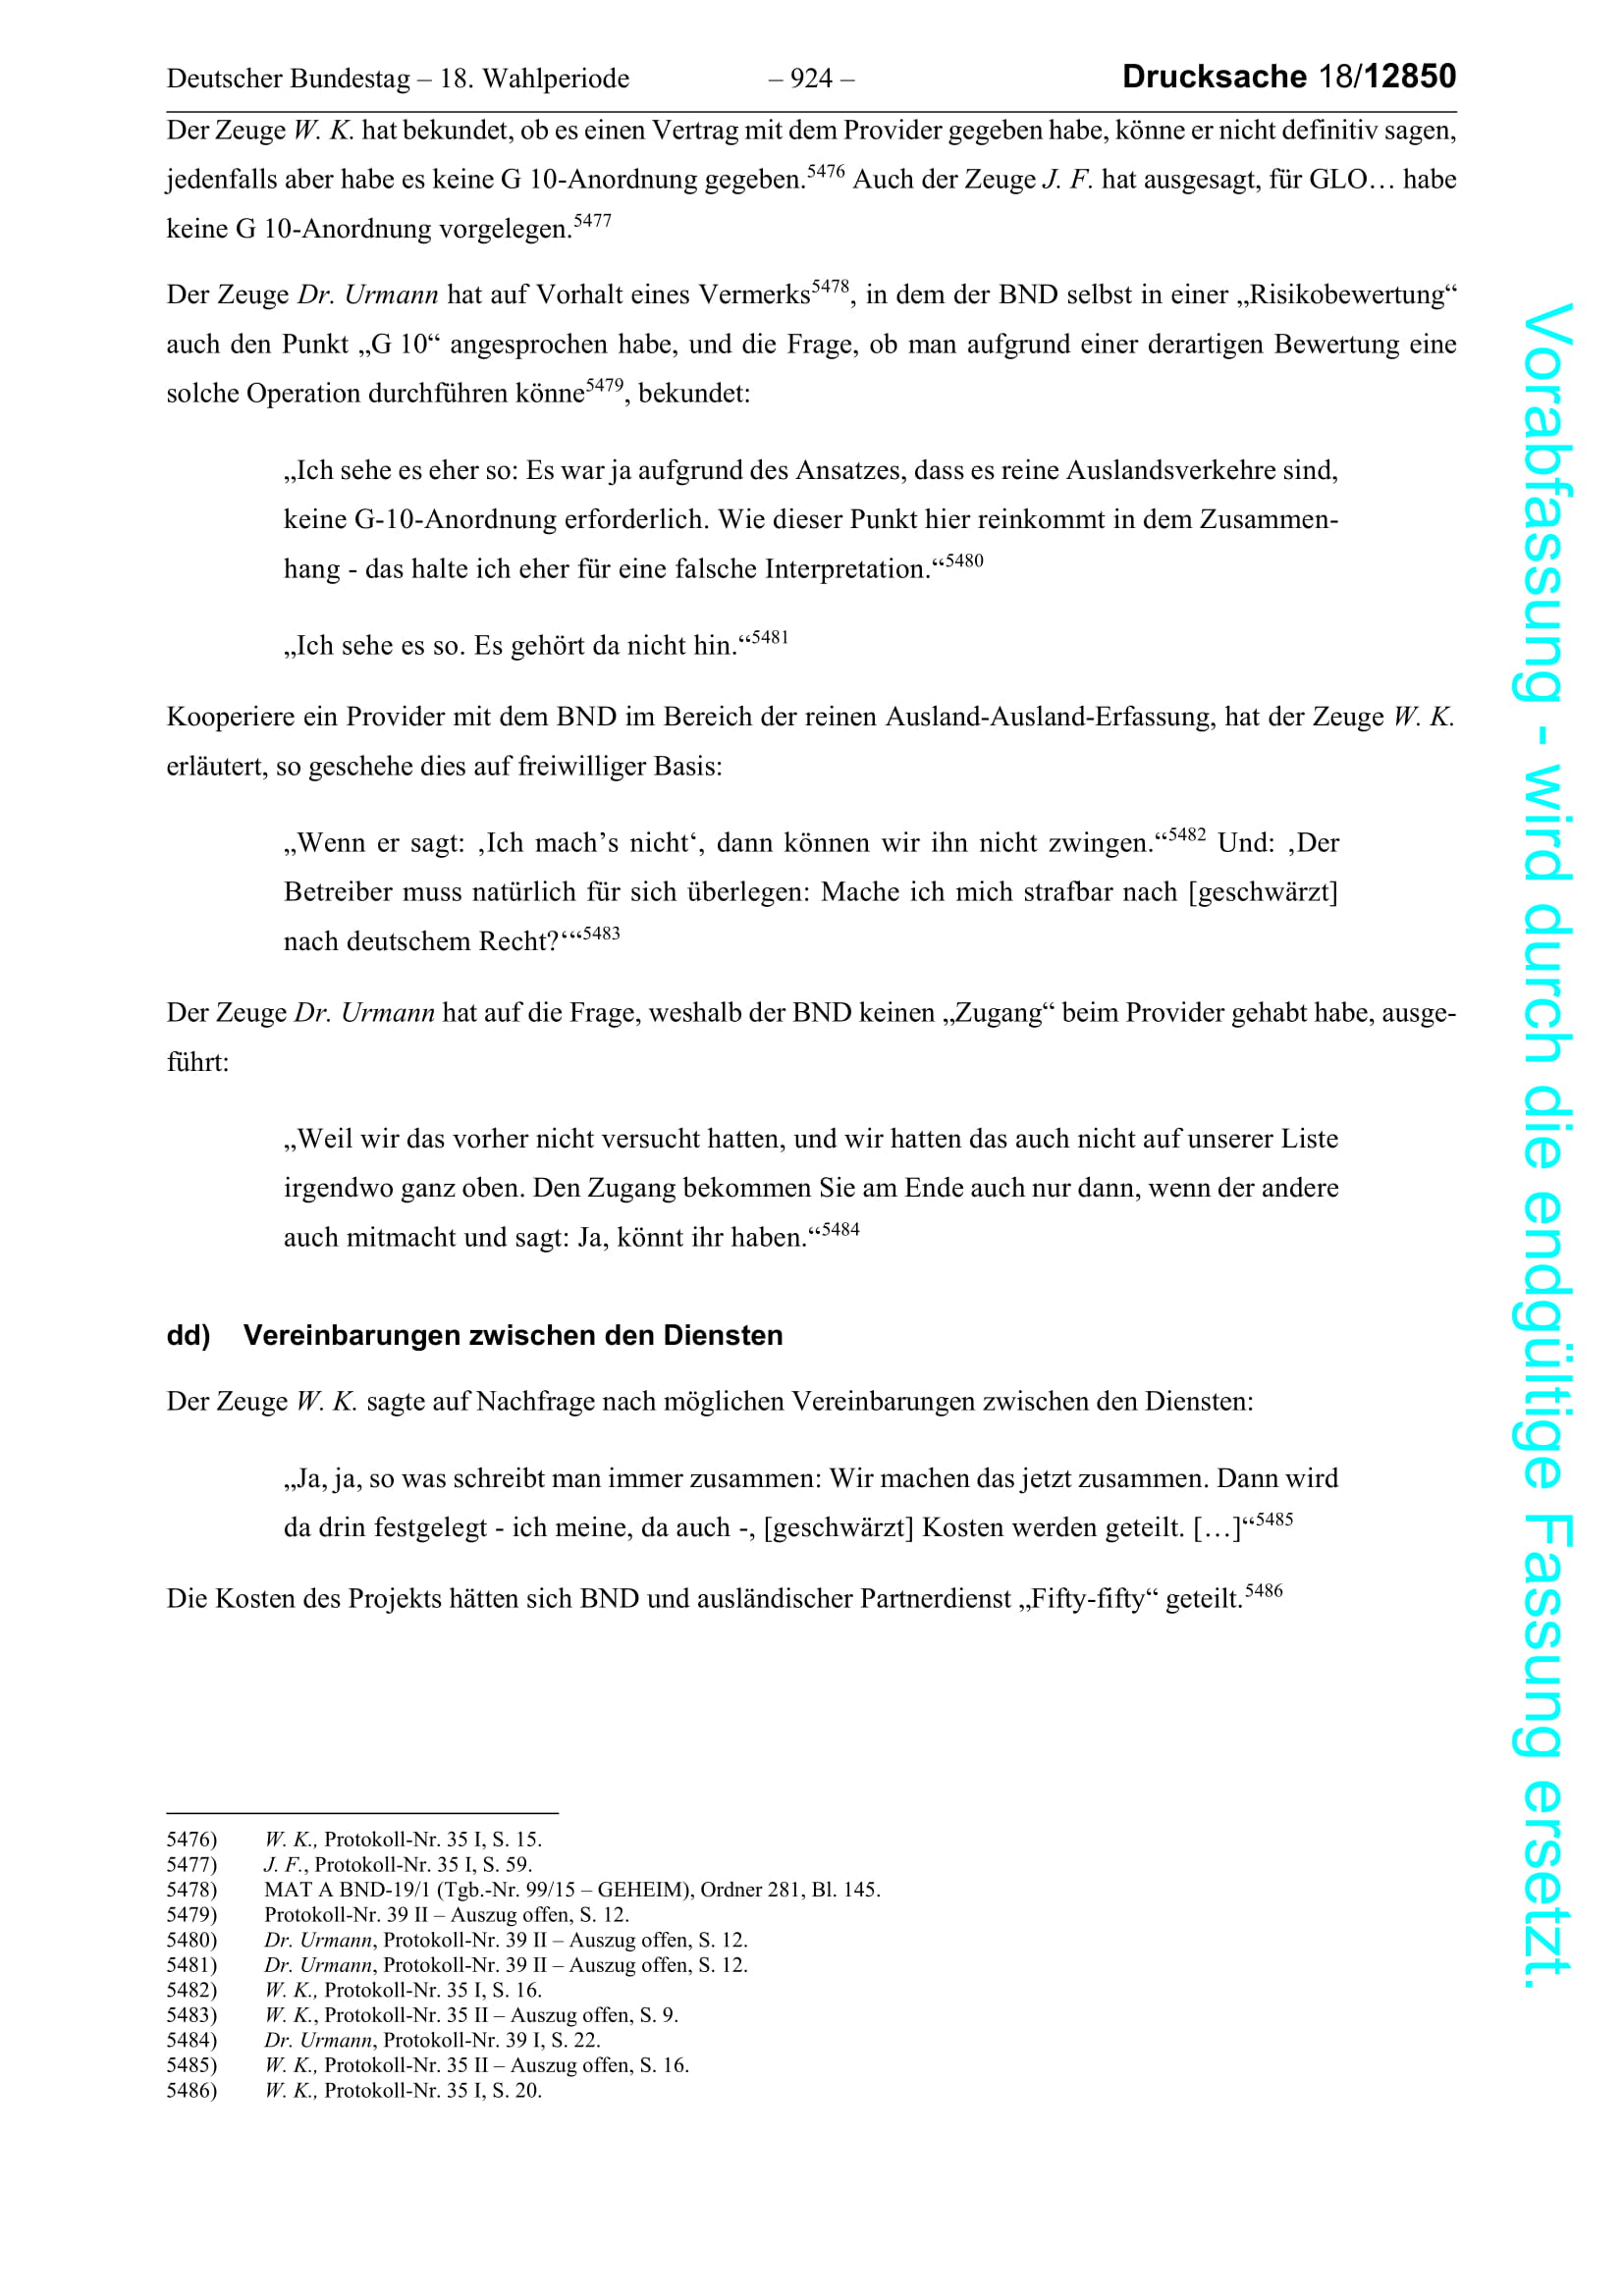 Deutscher Bundestag – 18. Wahlperiode – 924 – Drucksache 18/12850
Der Zeuge W. K. hat bekundet, ob es einen Vertrag mit dem Provider gegeben habe, könne er nicht definitiv sagen,
jedenfalls aber habe es keine G 10-Anordnung gegeben.5476 Auch der Zeuge J. F. hat ausgesagt, für GLO… habe
keine G 10-Anordnung vorgelegen.5477
Der Zeuge Dr. Urmann hat auf Vorhalt eines Vermerks5478, in dem der BND selbst in einer „Risikobewertung“
auch den Punkt „G 10“ angesprochen habe, und die Frage, ob man aufgrund einer derartigen Bewertung eine
solche Operation durchführen könne5479, bekundet:
„Ich sehe es eher so: Es war ja aufgrund des Ansatzes, dass es reine Auslandsverkehre sind,
keine G-10-Anordnung erforderlich. Wie dieser Punkt hier reinkommt in dem Zusammen-
hang - das halte ich eher für eine falsche Interpretation.“5480
„Ich sehe es so. Es gehört da nicht hin.“5481
Kooperiere ein Provider mit dem BND im Bereich der reinen Ausland-Ausland-Erfassung, hat der Zeuge W. K.
erläutert, so geschehe dies auf freiwilliger Basis:
„Wenn er sagt: ‚Ich mach’s nicht‘, dann können wir ihn nicht zwingen.“5482 Und: ‚Der
Betreiber muss natürlich für sich überlegen: Mache ich mich strafbar nach [geschwärzt]
nach deutschem Recht?‘“5483
Der Zeuge Dr. Urmann hat auf die Frage, weshalb der BND keinen „Zugang“ beim Provider gehabt habe, ausge-
führt:
„Weil wir das vorher nicht versucht hatten, und wir hatten das auch nicht auf unserer Liste
irgendwo ganz oben. Den Zugang bekommen Sie am Ende auch nur dann, wenn der andere
auch mitmacht und sagt: Ja, könnt ihr haben.“5484
dd) Vereinbarungen zwischen den Diensten
Der Zeuge W. K. sagte auf Nachfrage nach möglichen Vereinbarungen zwischen den Diensten:
„Ja, ja, so was schreibt man immer zusammen: Wir machen das jetzt zusammen. Dann wird
da drin festgelegt - ich meine, da auch -, [geschwärzt] Kosten werden geteilt. […]“5485
Die Kosten des Projekts hätten sich BND und ausländischer Partnerdienst „Fifty-fifty“ geteilt.5486
5476) W. K., Protokoll-Nr. 35 I, S. 15.
5477) J. F., Protokoll-Nr. 35 I, S. 59.
5478) MAT A BND-19/1 (Tgb.-Nr. 99/15 – GEHEIM), Ordner 281, Bl. 145.
5479) Protokoll-Nr. 39 II – Auszug offen, S. 12.
5480) Dr. Urmann, Protokoll-Nr. 39 II – Auszug offen, S. 12.
5481) Dr. Urmann, Protokoll-Nr. 39 II – Auszug offen, S. 12.
5482) W. K., Protokoll-Nr. 35 I, S. 16.
5483) W. K., Protokoll-Nr. 35 II – Auszug offen, S. 9.
5484) Dr. Urmann, Protokoll-Nr. 39 I, S. 22.
5485) W. K., Protokoll-Nr. 35 II – Auszug offen, S. 16.
5486) W. K., Protokoll-Nr. 35 I, S. 20.
Vorabfassung - wird durch die endgültige Fassung ersetzt.